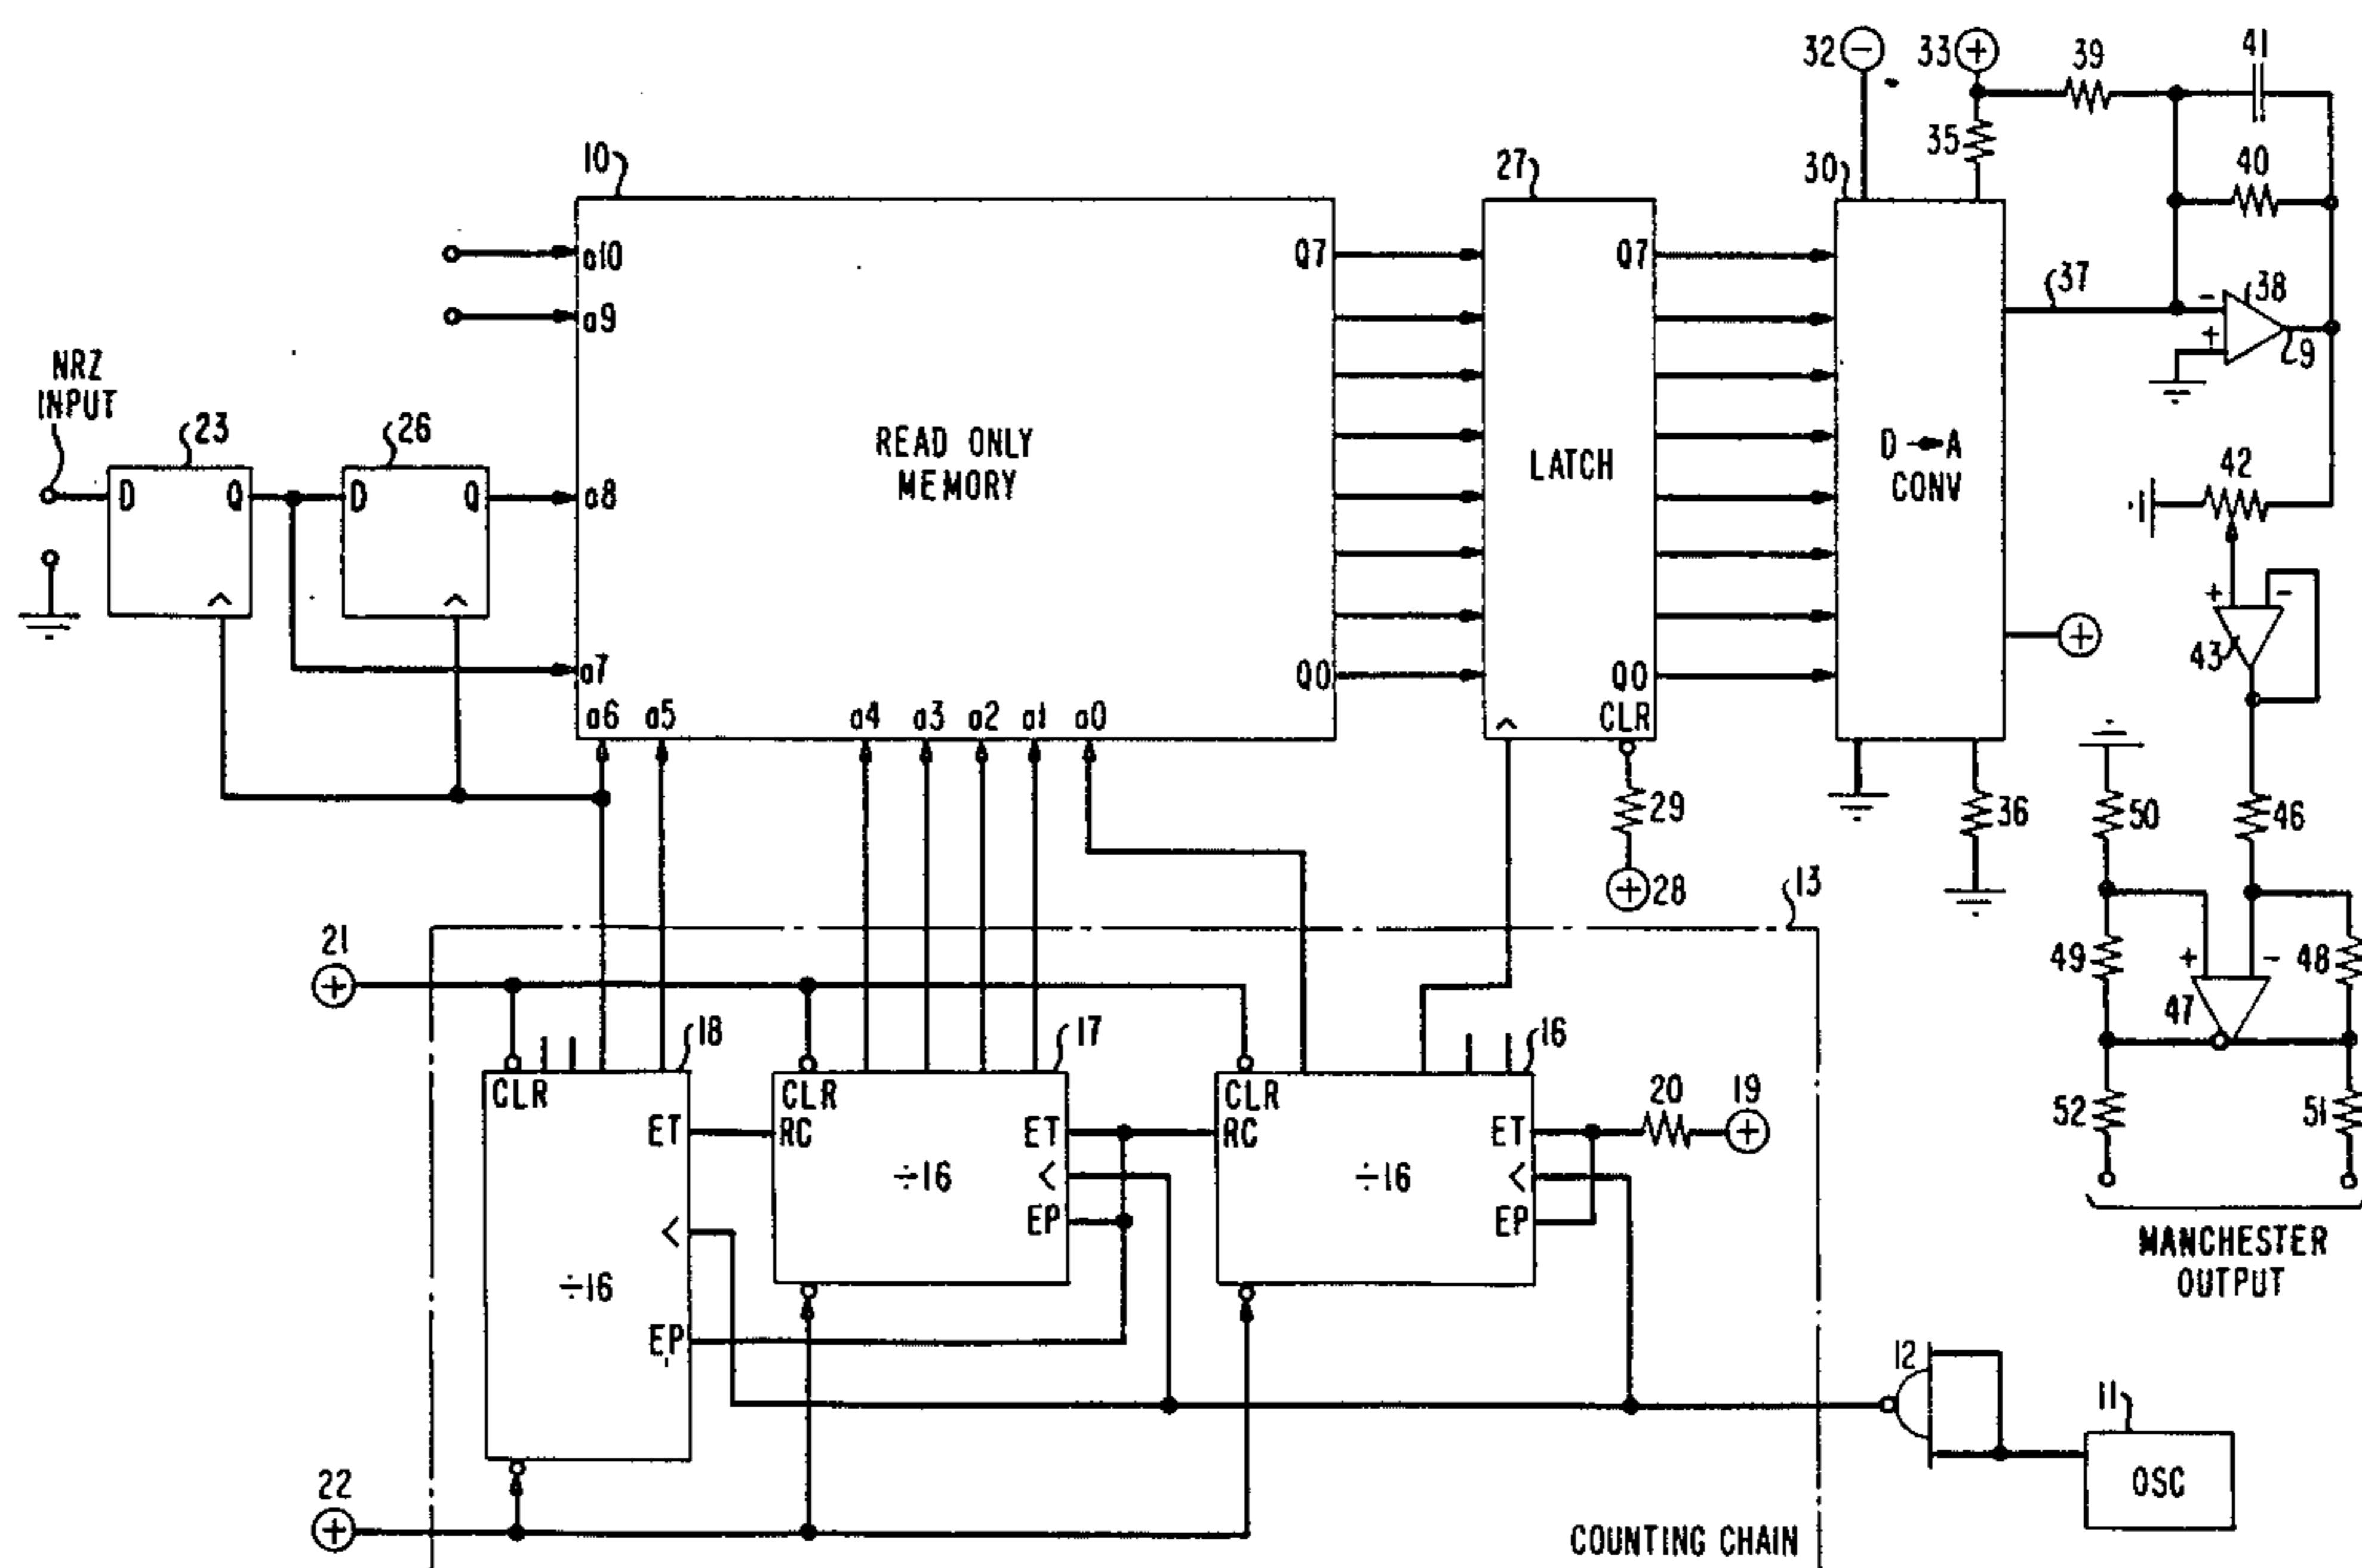 32 − 33 + 39 41
10 27 30 35 40
a10 Q7 Q7
a9 37 − 38
+ 9
NRZ
INPUT 23 26
READ ONLY
MEMORY
LATCH
D→A
CONV
42
D Q D Q a8
+ −
43 +
a7 Q0 Q0
a6 a5 a4 a3 a2 a1 a0 CLR
29 36 50 46
+ 28
13
21
+
49 + − 48
47
18 17 16
CLR CLR CLR
ET RC ET RC ET 20 19 +
52 51
÷16 ÷16
EP EP
÷16
EP
MANCHESTER
OUTPUT
12
11
OSC
22
+
COUNTING CHAIN